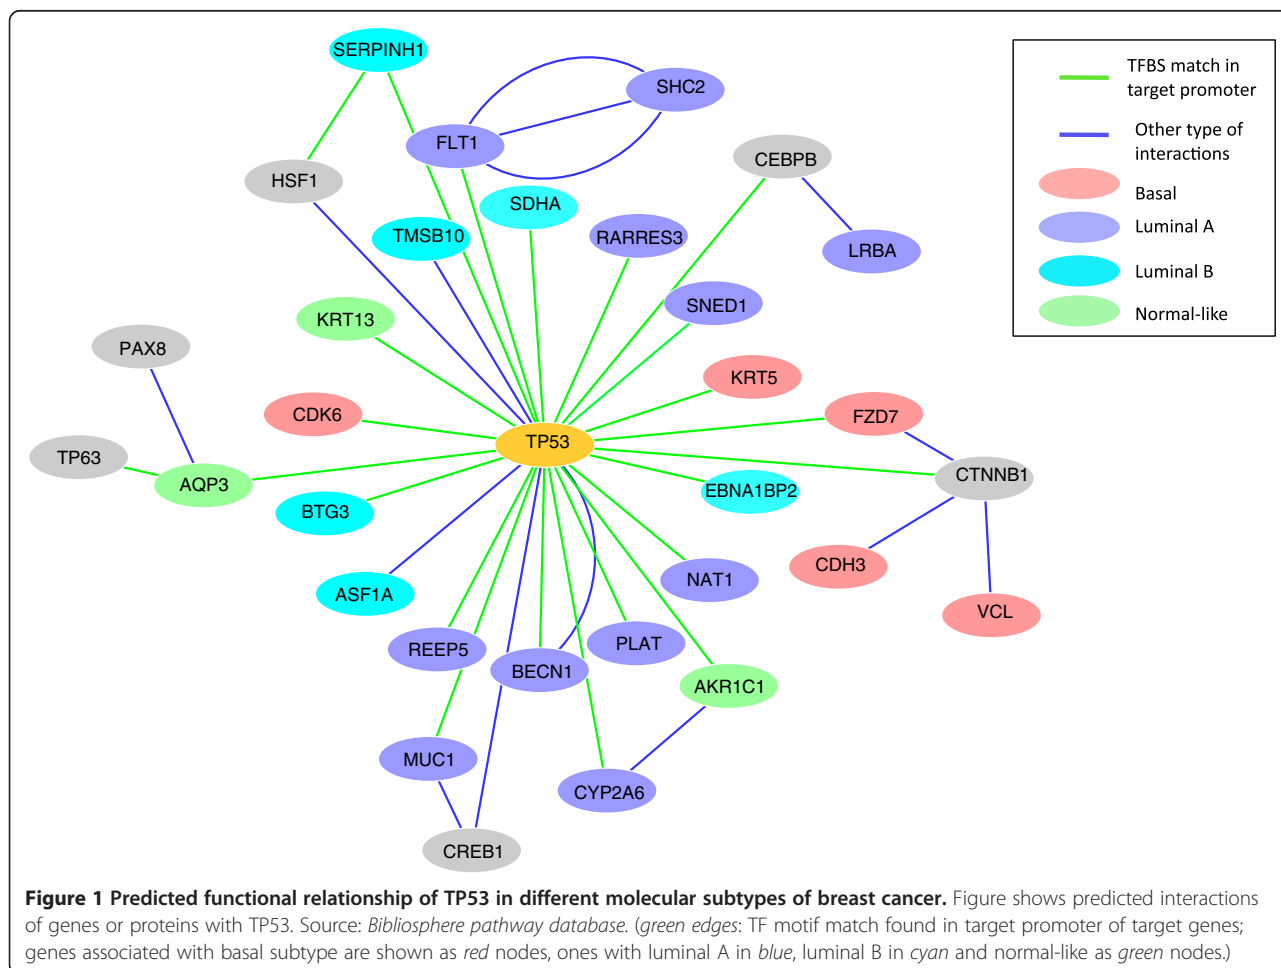 SERPINH1
SHC2
FLT1
CEBPB
HSF1
SDHA
TMSB10
RARRES3
LRBA
SNED1
KRT13
PAX8
KRT5
CDK6
FZD7
TP53
TP63
AQP3
CTNNB1
EBNA1BP2
BTG3
CDH3
NAT1
ASF1A
VCL
REEP5
PLAT
BECN1
AKR1C1
MUC1
CYP2A6
CREB1
TFBS match in
target promoter
Other type of
interactions
Basal
Luminal A
Luminal B
Normal-like
Figure 1 Predicted functional relationship of TP53 in different molecular subtypes of breast cancer. Figure shows predicted interactions
of genes or proteins with TP53. Source: Bibliosphere pathway database. (green edges: TF motif match found in target promoter of target genes;
genes associated with basal subtype are shown as red nodes, ones with luminal A in blue, luminal B in cyan and normal-like as green nodes.)